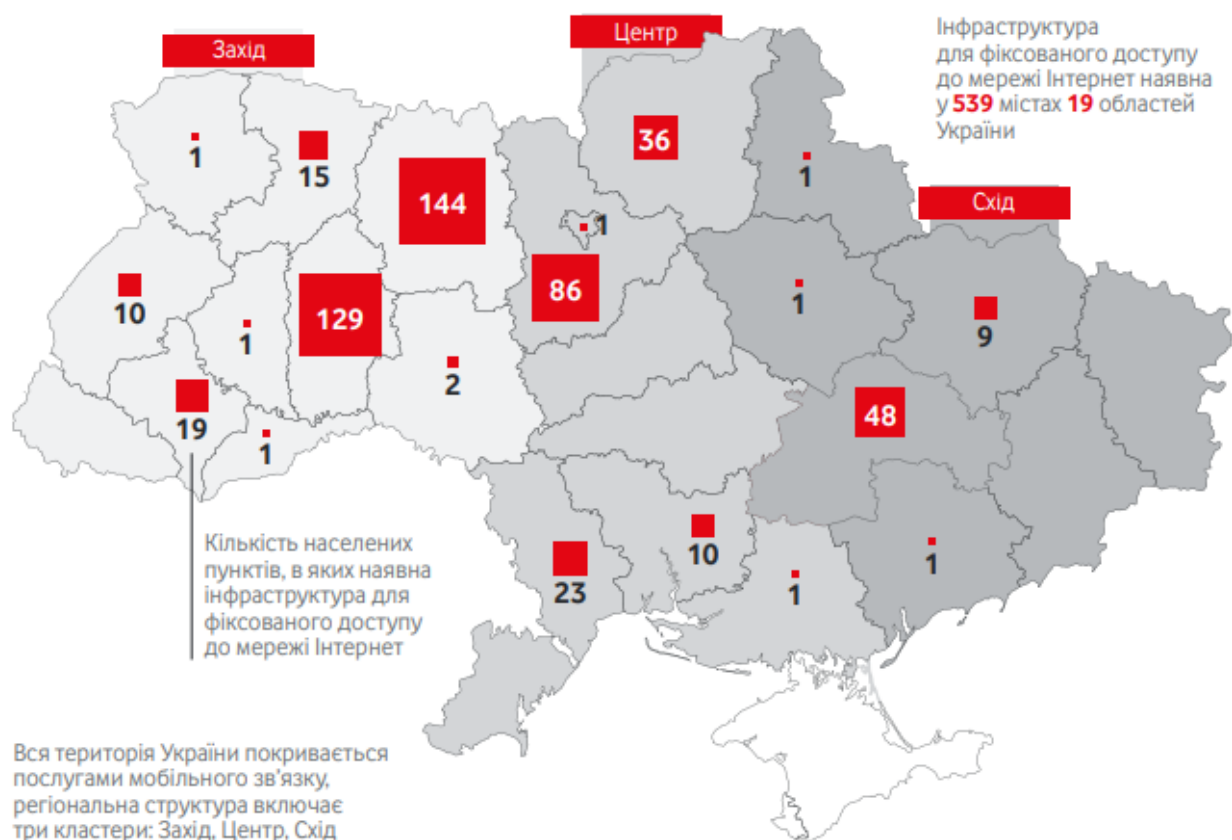 Захід
Центр
Інфраструктура
для фіксованого доступу
до мережі Інтернет наявна
у 539 містах 19 областей
України
1
15
144
36
1
Схід
1
10
1
129
86
1
9
2
48
19
1
Кількість населених
пунктів, в яких наявна
інфраструктура для
фіксованого доступу
до мережі Інтернет
23
10
1
1
Вся територія України покривається
послугами мобільного зв’язку,
регіональна структура включає
три кластери: Захід, Центр, Схід